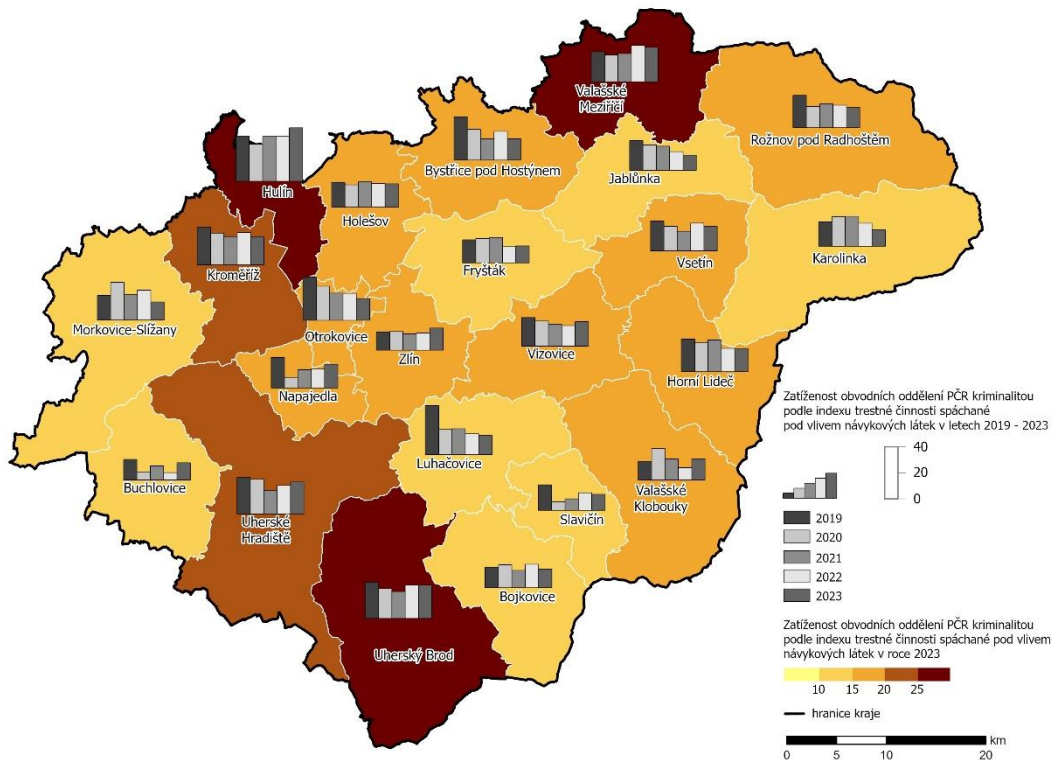 Valašské
Meziříčí
Rožnov pod Radhoštěm
Hulín
Bystřice pod Hostýnem
Jablůnka
Holešov
Kroměříž
Fryšták
Vsetín
Karolinka
Morkovice-Slížany
Otrokovice
Zlín
Vizovice
Horní Lideč
Napajedla
Luhačovice
Buchlovice
Uherské
Hradiště
Slavičín
Valašské
Klobouky
Bojkovice
Uherský Brod
Zatíženost obvodních oddělení PČR kriminalitou
podle indexu trestné činnosti spáchané
pod vlivem návykových látek v letech 2019 - 2023
40
20
0
2019
2020
2021
2022
2023
Zatíženost obvodních oddělení PČR kriminalitou
podle indexu trestné činnosti spáchané pod vlivem
návykových látek v roce 2023
10 15 20 25
hranice kraje
km
0 5 10 20